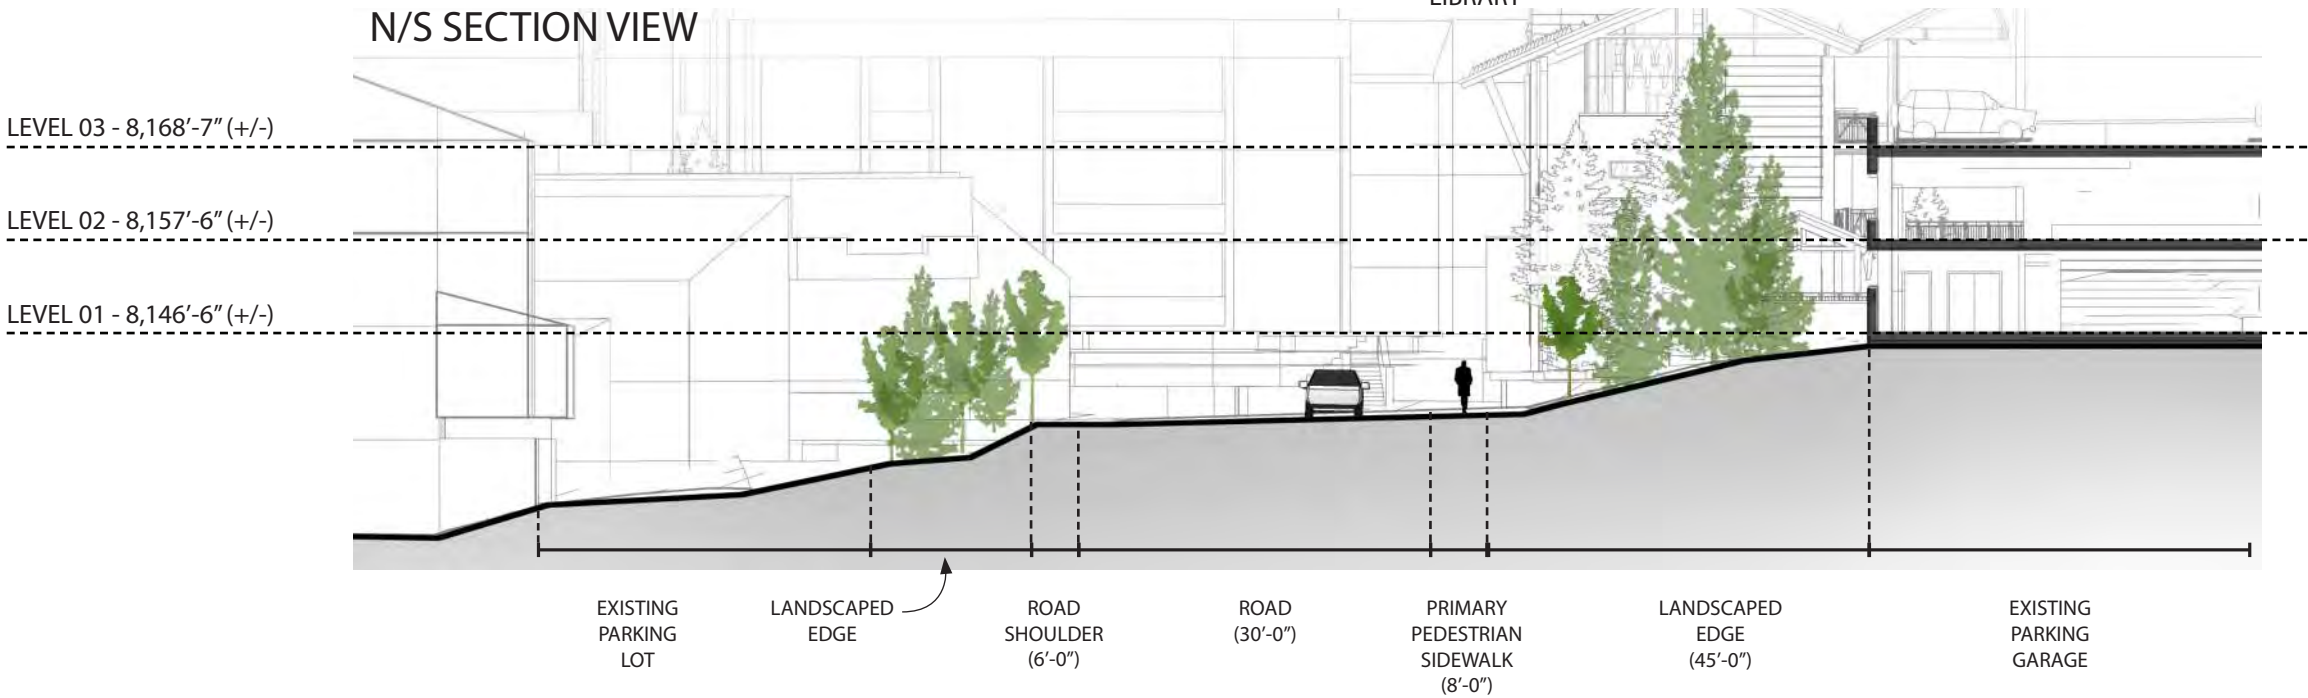 LIBRARY
N/S SECTION VIEW
LEVEL 03 - 8,168’-7” (+/-)
LEVEL 02 - 8,157’-6” (+/-)
LEVEL 01 - 8,146’-6” (+/-)
EXISTING
PARKING
LOT
LANDSCAPED
EDGE
ROAD
SHOULDER
(6’-0”)
ROAD
(30’-0”)
PRIMARY
PEDESTRIAN
SIDEWALK
(8’-0”)
LANDSCAPED
EDGE
(45’-0”)
EXISTING
PARKING
GARAGE